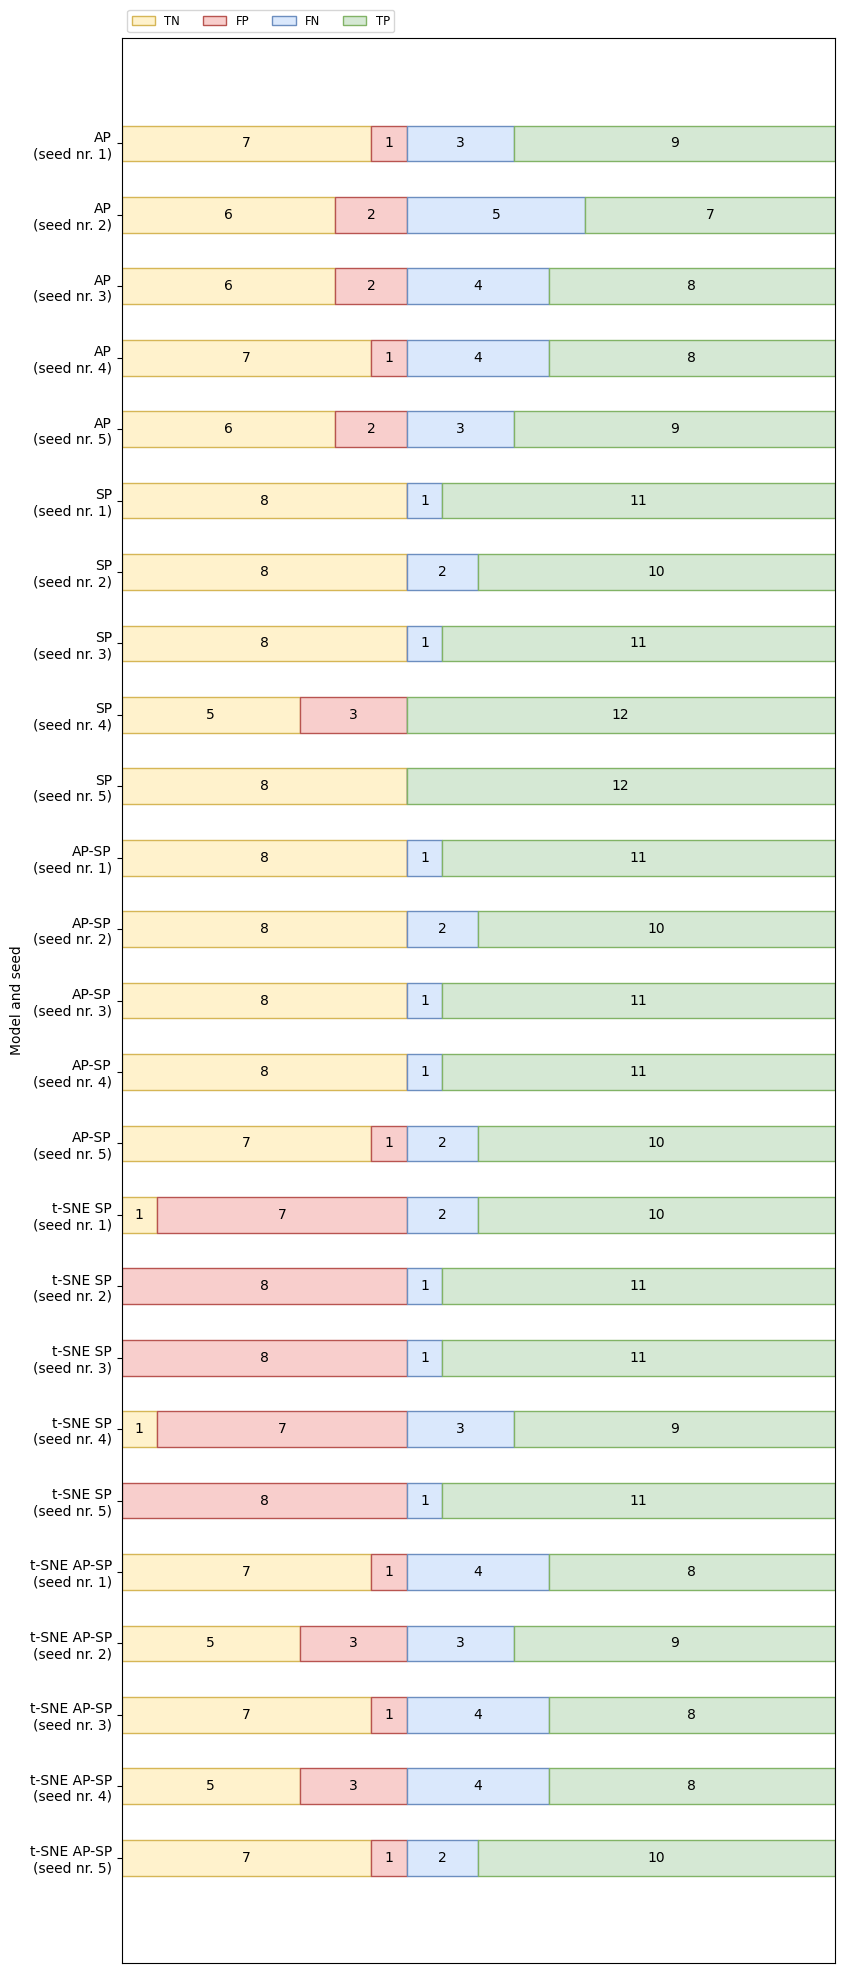 TN FP FN TP
AP
(seed nr. 1)
7 1 3 9
AP
(seed nr. 2)
6 2 5 7
AP
(seed nr. 3)
6 2 4 8
AP
(seed nr. 4)
7 1 4 8
AP
(seed nr. 5)
6 2 3 9
SP
(seed nr. 1)
8 1 11
SP
(seed nr. 2)
8 2 10
SP
(seed nr. 3)
8 1 11
SP
(seed nr. 4)
5 3 12
SP
(seed nr. 5)
8 12
AP-SP
(seed nr. 1)
8 1 11
AP-SP
(seed nr. 2)
8 2 10
AP-SP
(seed nr. 3)
8 1 11
AP-SP
(seed nr. 4)
8 1 11
AP-SP
(seed nr. 5)
7 1 2 10
t-SNE SP
(seed nr. 1)
1 7 2 10
t-SNE SP
(seed nr. 2)
8 1 11
t-SNE SP
(seed nr. 3)
8 1 11
t-SNE SP
(seed nr. 4)
1 7 3 9
t-SNE SP
(seed nr. 5)
8 1 11
t-SNE AP-SP
(seed nr. 1)
7 1 4 8
t-SNE AP-SP
(seed nr. 2)
5 3 3 9
t-SNE AP-SP
(seed nr. 3)
7 1 4 8
t-SNE AP-SP
(seed nr. 4)
5 3 4 8
t-SNE AP-SP
(seed nr. 5)
7 1 2 10
Model and seed